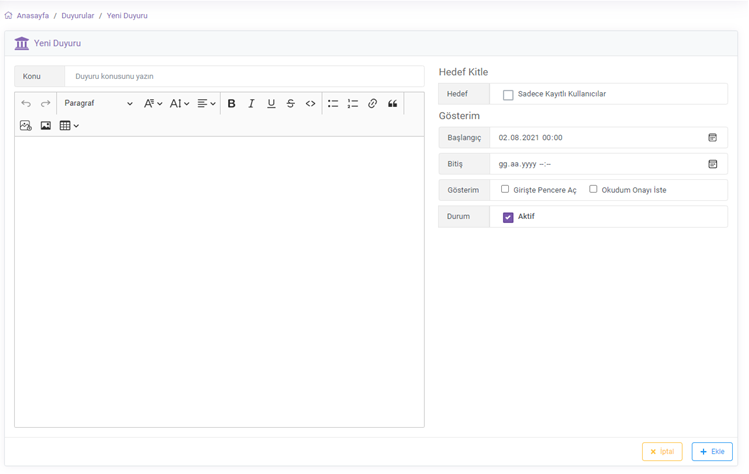 Anasayfa / Duyurular / Yeni Duyuru
Yeni Duyuru
Konu Duyuru konusunu yazın
Paragraf
Hedef Kitle
Hedef Sadece Kayıtlı Kullanıcılar
Gösterim
Başlangıç 02.08.2021 00:00
Bitiş gg.aa.yyyy --:--
Gösterim Girişte Pencere Aç Okudum Onayı İste
Durum Aktif
İptal + Ekle